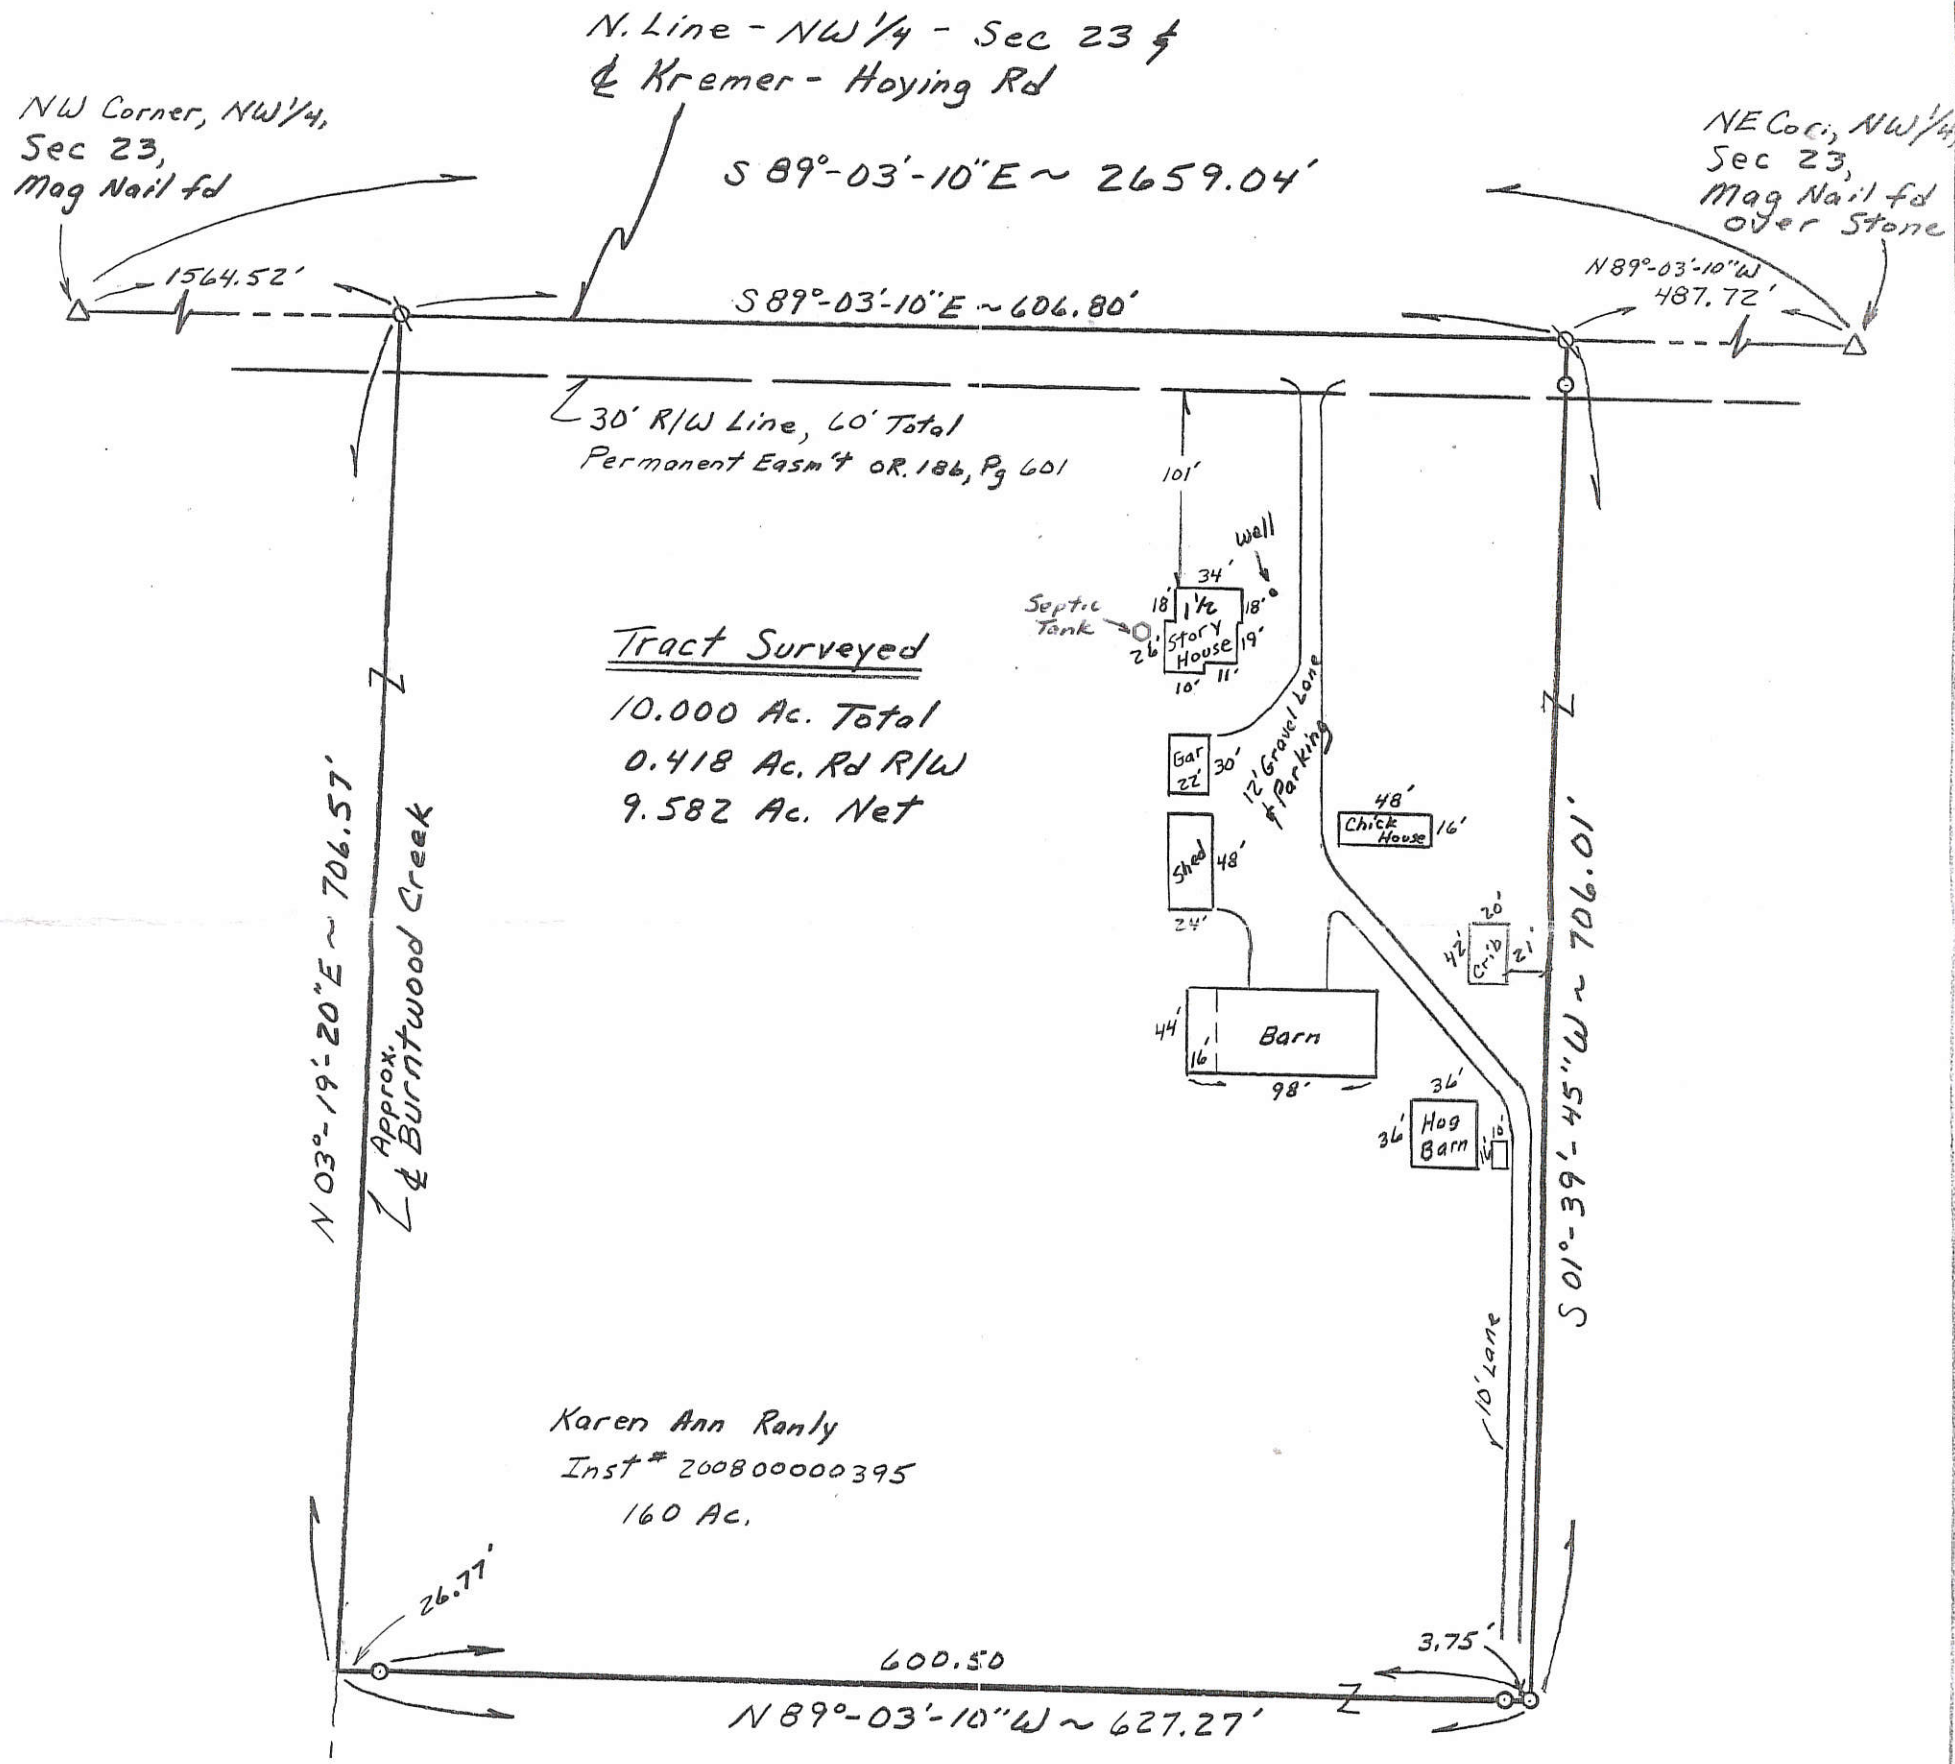 N. Line - NW 1/4 - Sec 23 &
℄ Kremer - Hoying Rd
NW Corner, NW 1/4,
Sec 23,
Mag Nail fd
NE Cor., NW 1/4,
Sec 23,
Mag Nail fd
over Stone
S 89°-03'-10" E ~ 2659.04'
1564.52'
S 89°-03'-10" E ~ 606.80'
N 89°-03'-10" W
487.72'
30' R/W Line, 60' Total
Permanent Easm't OR. 186, Pg 601
101'
Well
34'
18'
1 1/2
18'
Septic
Tank
Story
House
26'
19'
10'
11'
Tract Surveyed
10.000 Ac. Total
0.418 Ac. Rd R/W
9.582 Ac. Net
12' Gravel Lane
& Parking
Gar
22'
30'
48'
Chick
House
16'
Shed
48'
24'
20'
42'
Crib
21'
44'
16'
Barn
98'
36'
36'
Hog
Barn
10'
N 03°-19'-20" E ~ 706.57'
Approx.
℄ Burntwood Creek
S 01°-39'-45" W ~ 706.01'
10' Lane
Karen Ann Ranly
Inst # 200800000395
160 Ac.
26.77'
600.50
3.75'
N 89°-03'-10" W ~ 627.27'